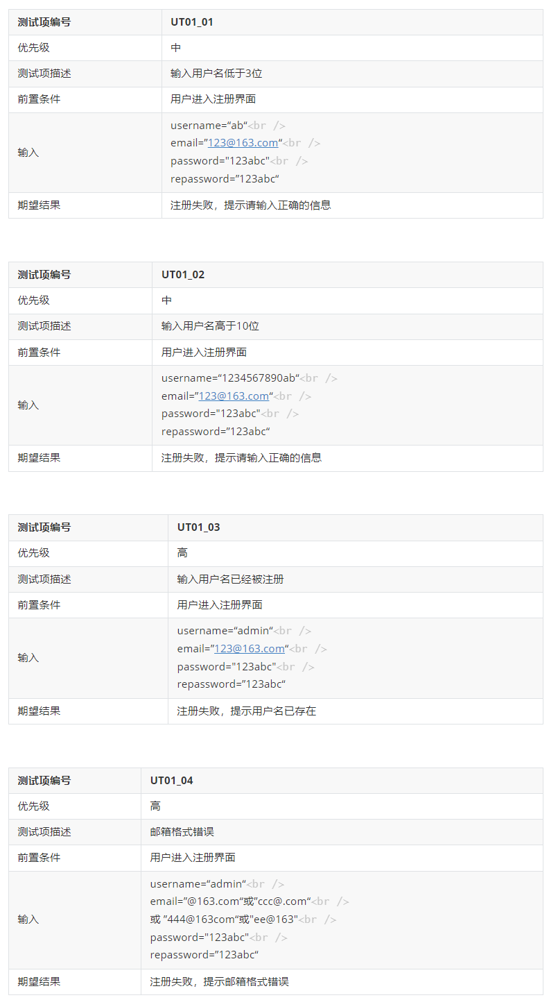 测试项编号 UT01_01
优先级 中
测试项描述 输入用户名低于3位
前置条件 用户进入注册界面
输入
username=“ab“<br />
email=”123@163.com“<br />
password="123abc"<br />
repassword=”123abc“
期望结果 注册失败，提示请输入正确的信息
测试项编号 UT01_02
优先级 中
测试项描述 输入用户名高于10位
前置条件 用户进入注册界面
输入
username=“1234567890ab“<br />
email=”123@163.com“<br />
password="123abc"<br />
repassword=”123abc“
期望结果 注册失败，提示请输入正确的信息
测试项编号 UT01_03
优先级 高
测试项描述 输入用户名已经被注册
前置条件 用户进入注册界面
输入
username=“admin“<br />
email=”123@163.com“<br />
password="123abc"<br />
repassword=”123abc“
期望结果 注册失败，提示用户名已存在
测试项编号 UT01_04
优先级 高
测试项描述 邮箱格式错误
前置条件 用户进入注册界面
输入
username=“admin“<br />
email=”@163.com“或”ccc@.com“<br />
或 ”444@163com“或"ee@163"<br />
password="123abc"<br />
repassword=”123abc“
期望结果 注册失败，提示邮箱格式错误